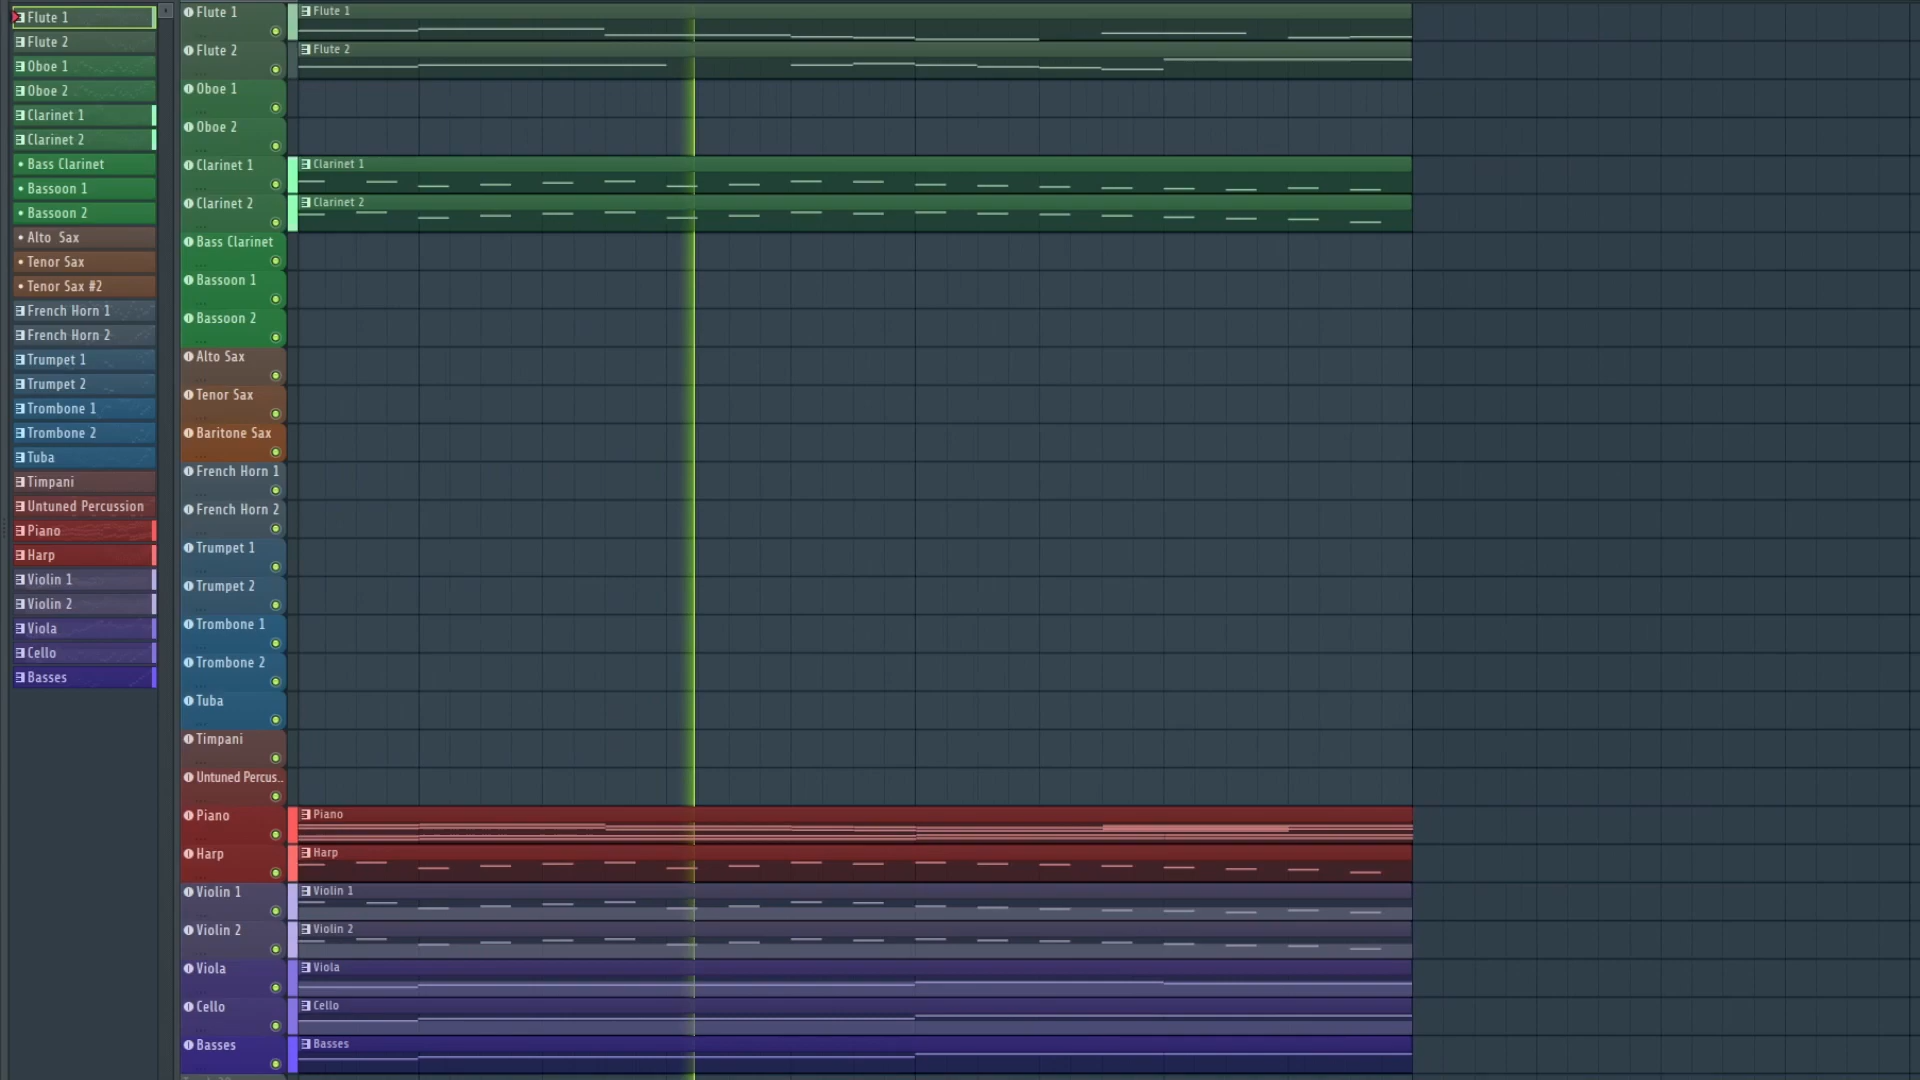 Flute 1
Flute 2
Oboe 1
Oboe 2
Clarinet 1
Clarinet 2
Bass Clarinet
Bassoon 1
Bassoon 2
Alto Sax
Tenor Sax
Tenor Sax #2
French Horn 1
French Horn 2
Trumpet 1
Trumpet 2
Trombone 1
Trombone 2
Tuba
Timpani
Untuned Percussion
Piano
Harp
Violin 1
Violin 2
Viola
Cello
Basses
Flute 1
Flute 2
Oboe 1
Oboe 2
Clarinet 1
Clarinet 2
Bass Clarinet
Bassoon 1
Bassoon 2
Alto Sax
Tenor Sax
Baritone Sax
French Horn 1
French Horn 2
Trumpet 1
Trumpet 2
Trombone 1
Trombone 2
Tuba
Timpani
Untuned Percus..
Piano
Harp
Violin 1
Violin 2
Viola
Cello
Basses
Flute 1
Flute 2
Clarinet 1
Clarinet 2
Piano
Harp
Violin 1
Violin 2
Viola
Cello
Basses